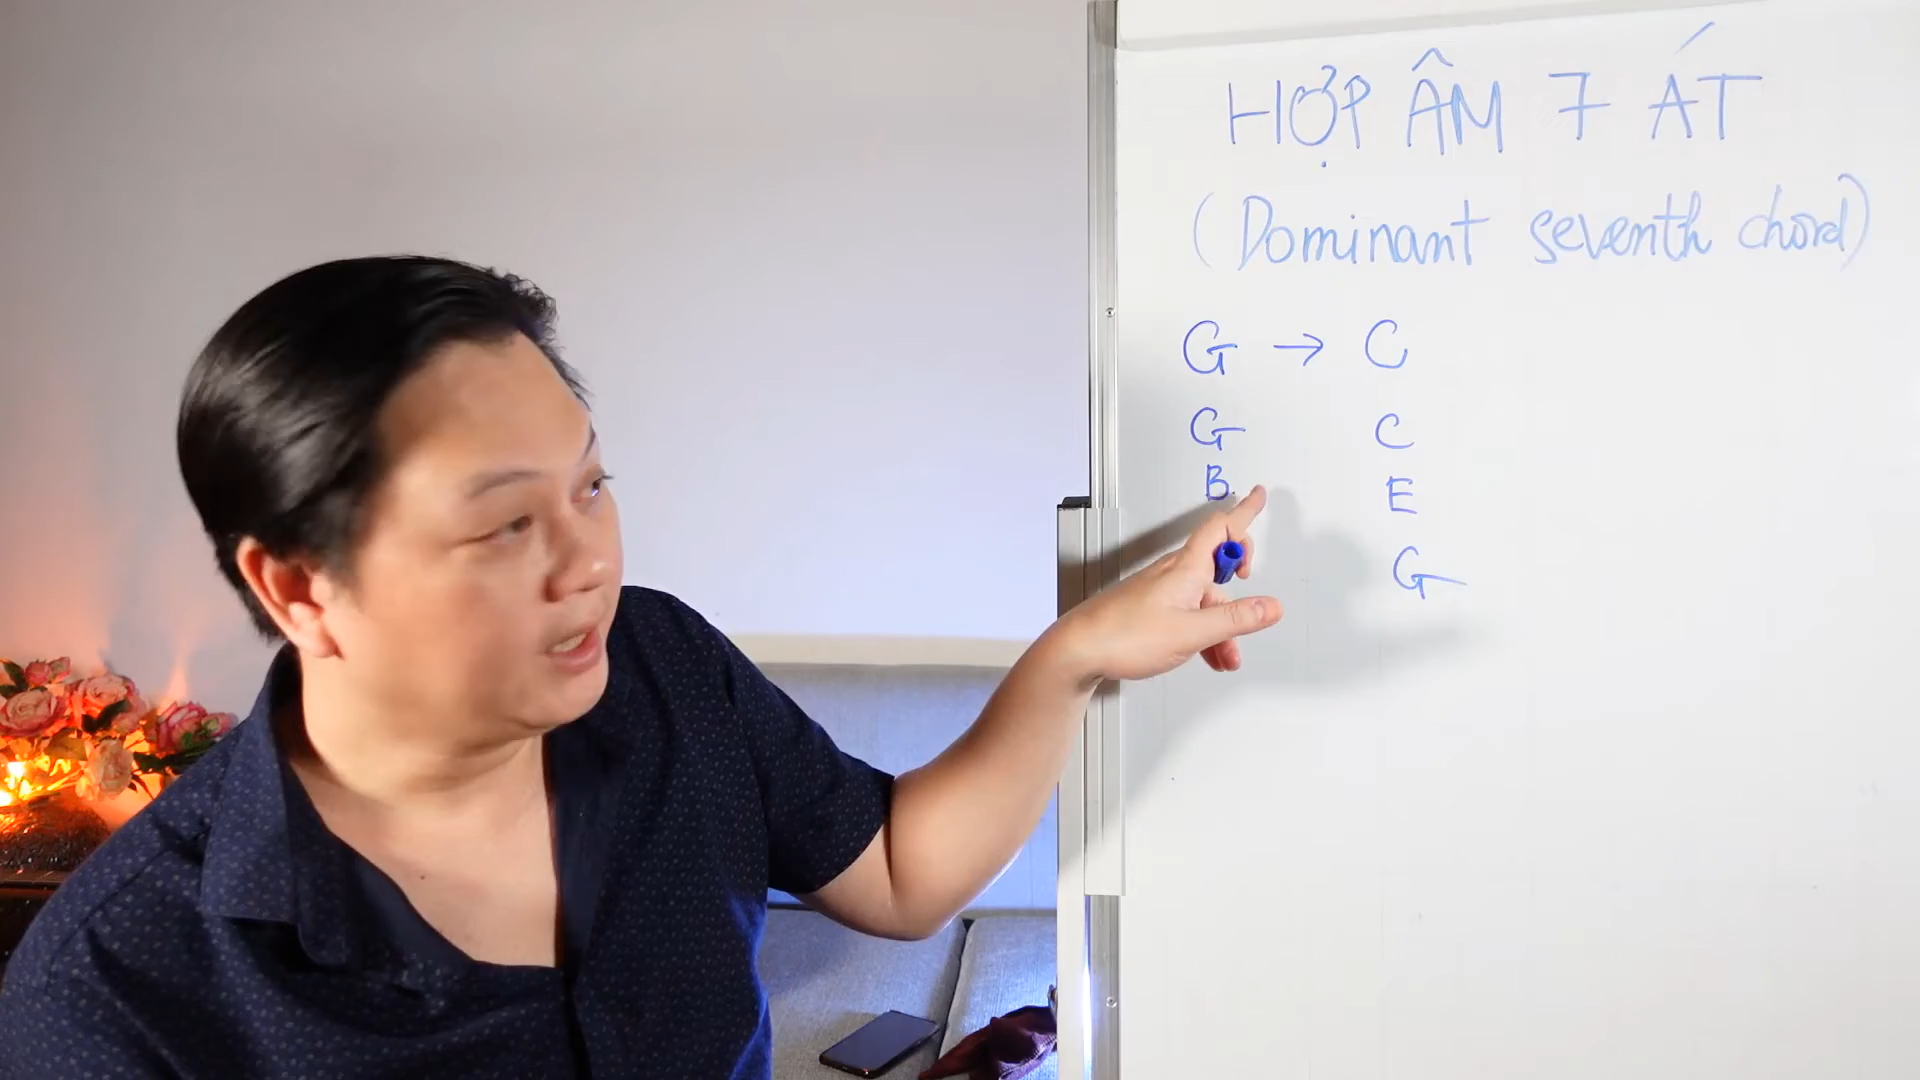 HỢP ÂM 7 ÁT
(Dominant seventh chord)
G → C
G C
B E
G